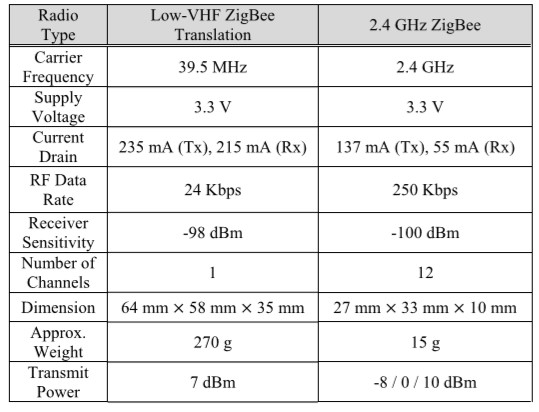 Radio
Type
Low-VHF ZigBee
Translation
2.4 GHz ZigBee
Carrier
Frequency
39.5 MHz
2.4 GHz
Supply
Voltage
3.3 V
3.3 V
Current
Drain
235 mA (Tx), 215 mA (Rx)
137 mA (Tx), 55 mA (Rx)
RF Data
Rate
24 Kbps
250 Kbps
Receiver
Sensitivity
-98 dBm
-100 dBm
Number of
Channels
1
12
Dimension
64 mm × 58 mm × 35 mm
27 mm × 33 mm × 10 mm
Approx.
Weight
270 g
15 g
Transmit
Power
7 dBm
-8 / 0 / 10 dBm